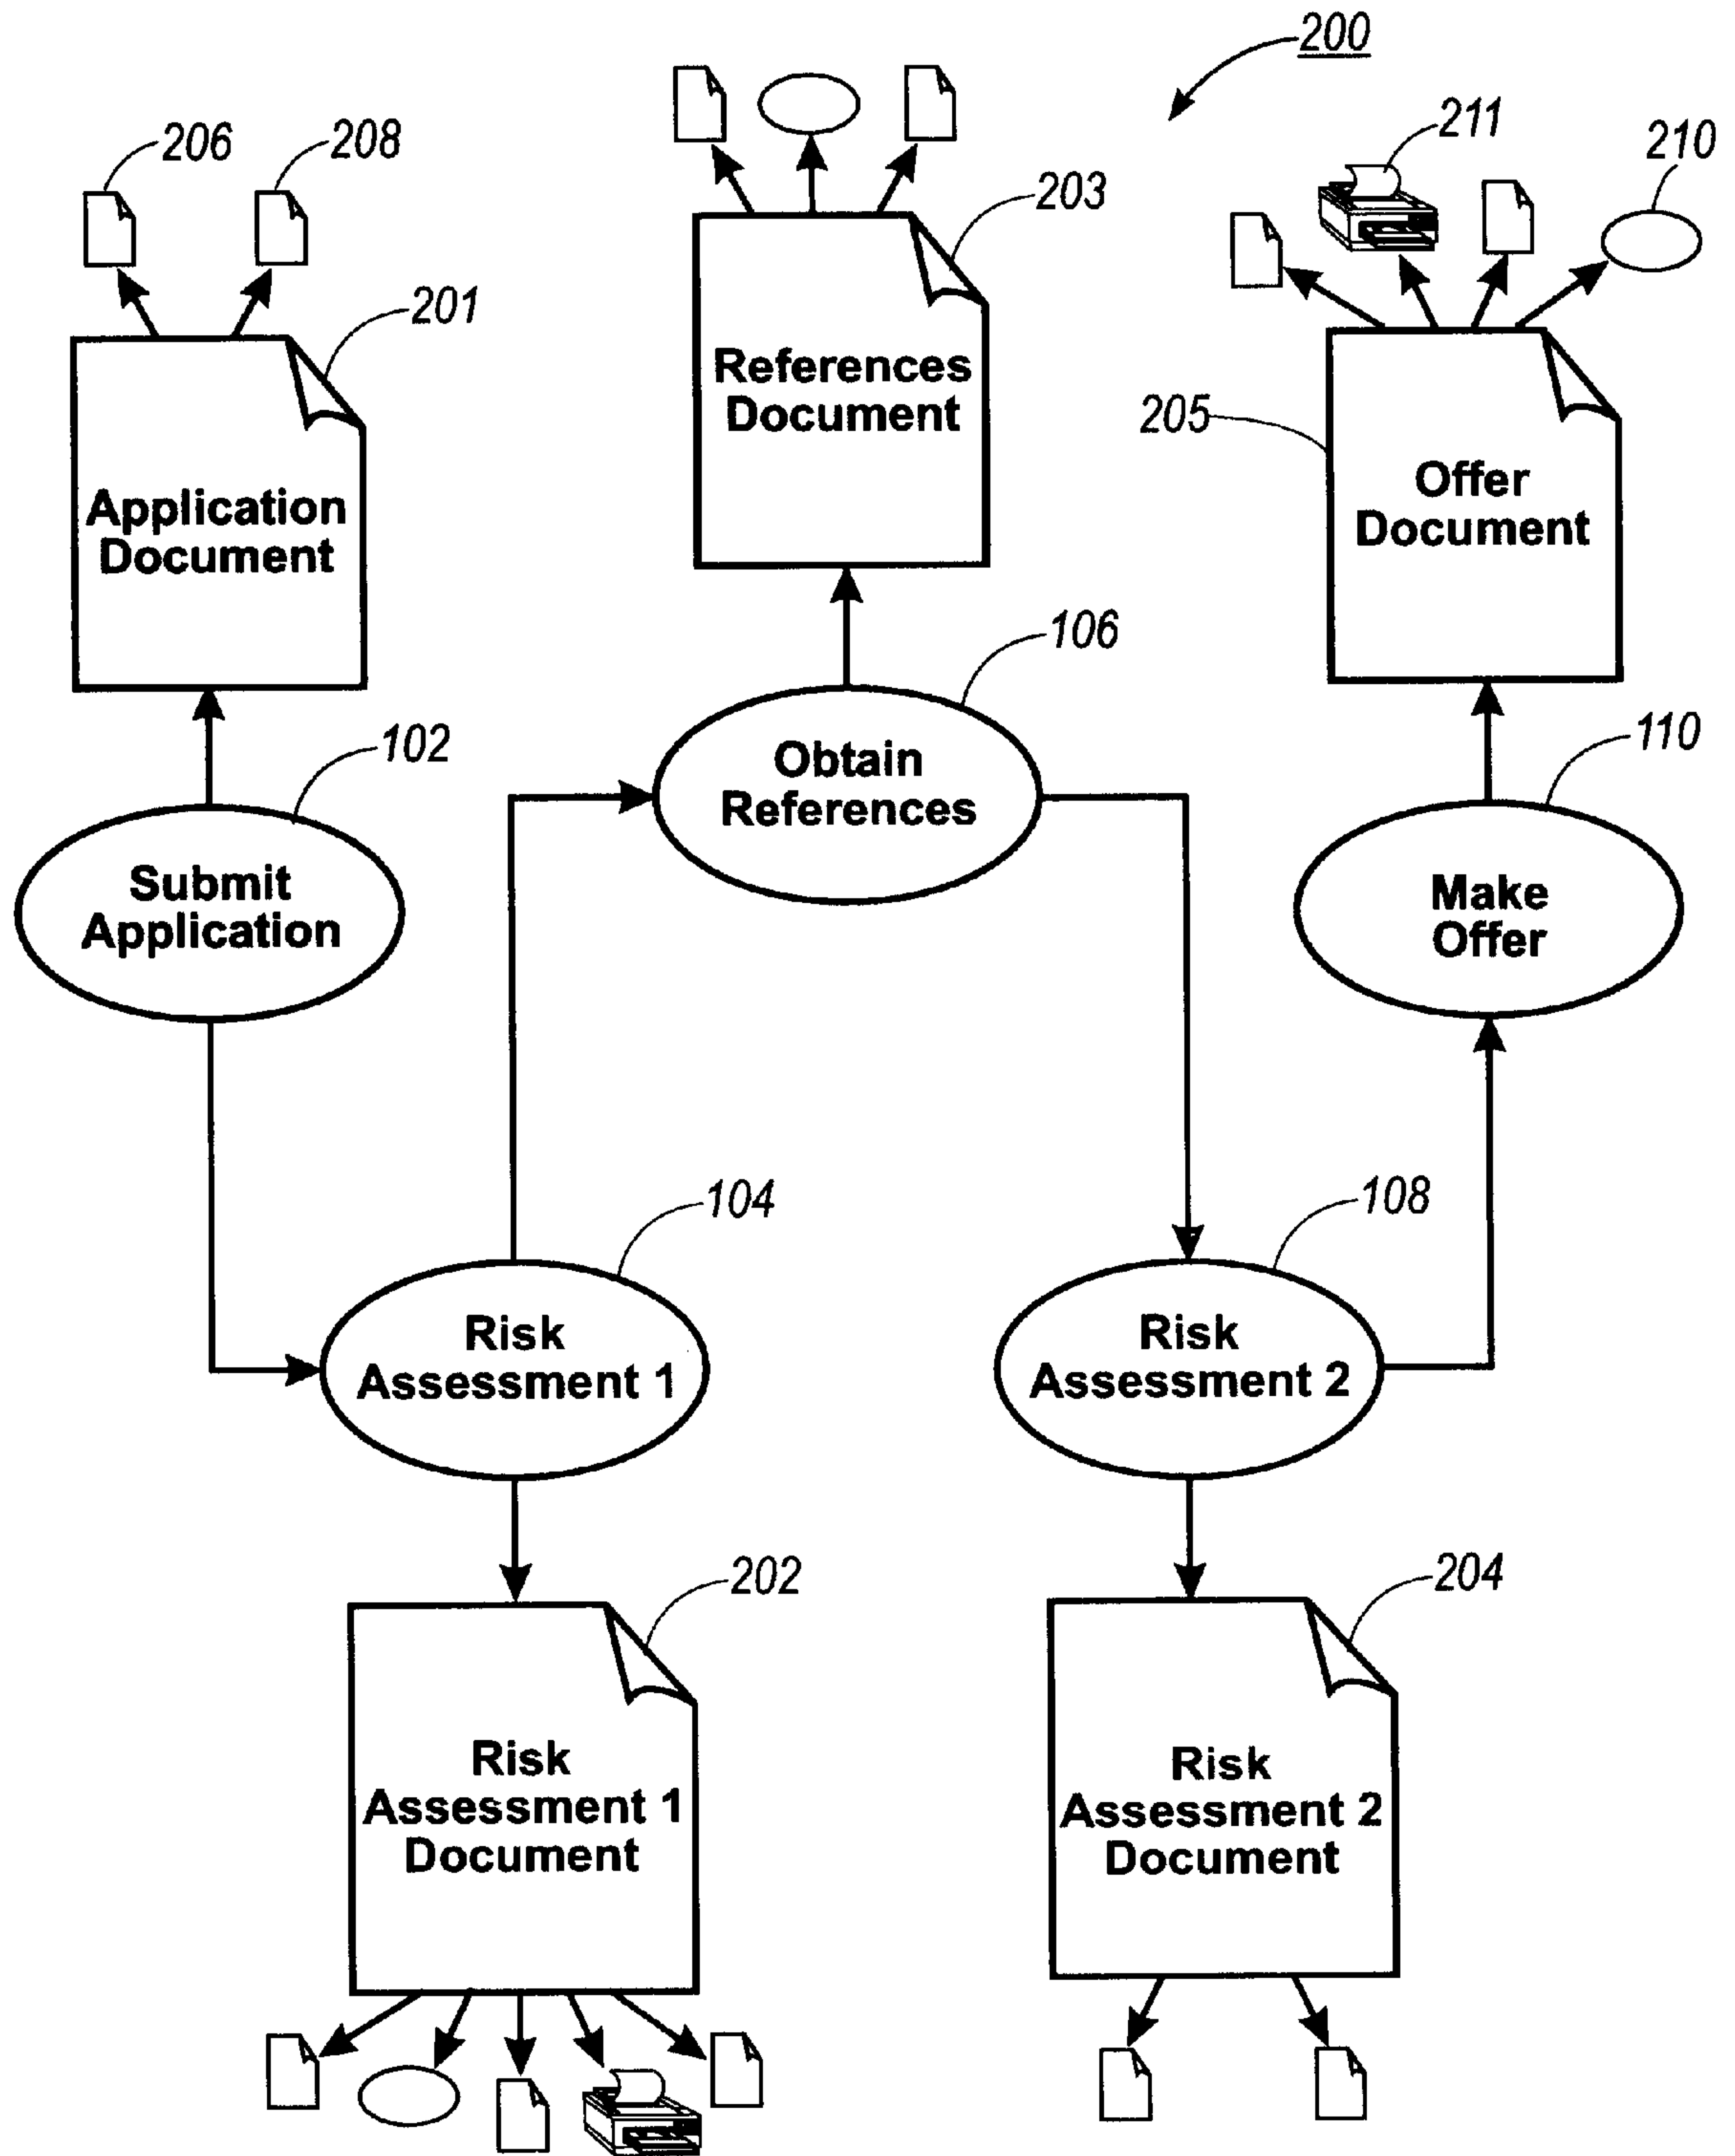 200
211
210
206
208
203
201
References
Document
205
Offer
Document
Application
Document
106
102
110
Obtain
References
Submit
Application
Make
Offer
104
108
Risk
Assessment 1
Risk
Assessment 2
202
204
Risk
Assessment 1
Document
Risk
Assessment 2
Document